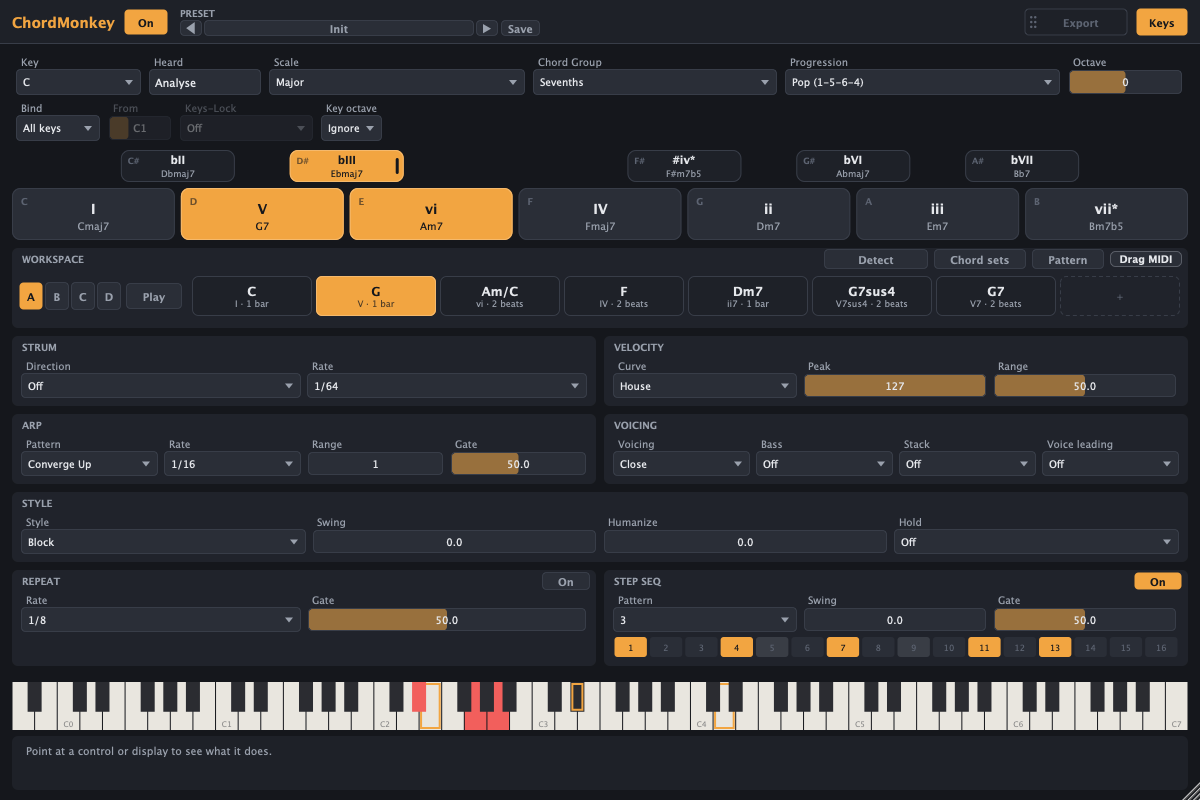 ChordMonkey On PRESET Init Save Export Keys
Key Heard Scale Chord Group Progression Octave
C Analyse Major Sevenths Pop (1-5-6-4) 0
Bind From Keys-Lock Key octave
All keys C1 Off Ignore
C# bII D# bIII F# #iv* G# bVI A# bVII
Dbmaj7 Ebmaj7 F#m7b5 Abmaj7 Bb7
C I D V E vi F IV G ii A iii B vii*
Cmaj7 G7 Am7 Fmaj7 Dm7 Em7 Bm7b5
WORKSPACE Detect Chord sets Pattern Drag MIDI
A B C D Play C G Am/C F Dm7 G7sus4 G7 +
I · 1 bar V · 1 bar vi · 2 beats IV · 2 beats ii7 · 1 bar V7sus4 · 2 beats V7 · 2 beats
STRUM VELOCITY
Direction Rate Curve Peak Range
Off 1/64 House 127 50.0
ARP VOICING
Pattern Rate Range Gate Voicing Bass Stack Voice leading
Converge Up 1/16 1 50.0 Close Off Off Off
STYLE
Style Swing Humanize Hold
Block 0.0 0.0 Off
REPEAT On STEP SEQ On
Rate Gate Pattern Swing Gate
1/8 50.0 3 0.0 50.0
1 2 3 4 5 6 7 8 9 10 11 12 13 14 15 16
C0 C1 C2 C3 C4 C5 C6 C7
Point at a control or display to see what it does.